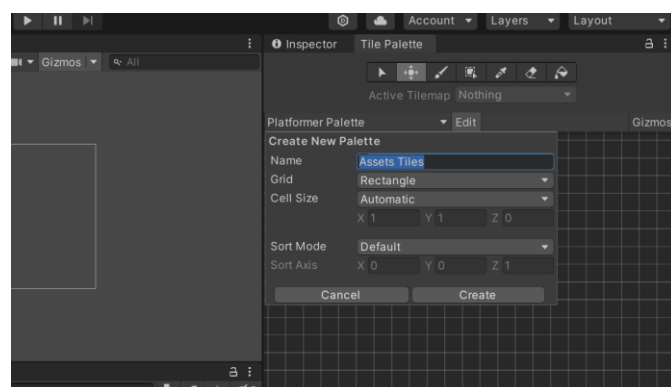 Account Layers Layout
Inspector Tile Palette
Gizmos All
Active Tilemap Nothing
Platformer Palette Edit Gizmos
Create New Palette
Name Assets Tiles
Grid Rectangle
Cell Size Automatic
X 1 Y 1 Z 0
Sort Mode Default
Sort Axis X 0 Y 0 Z 1
Cancel Create